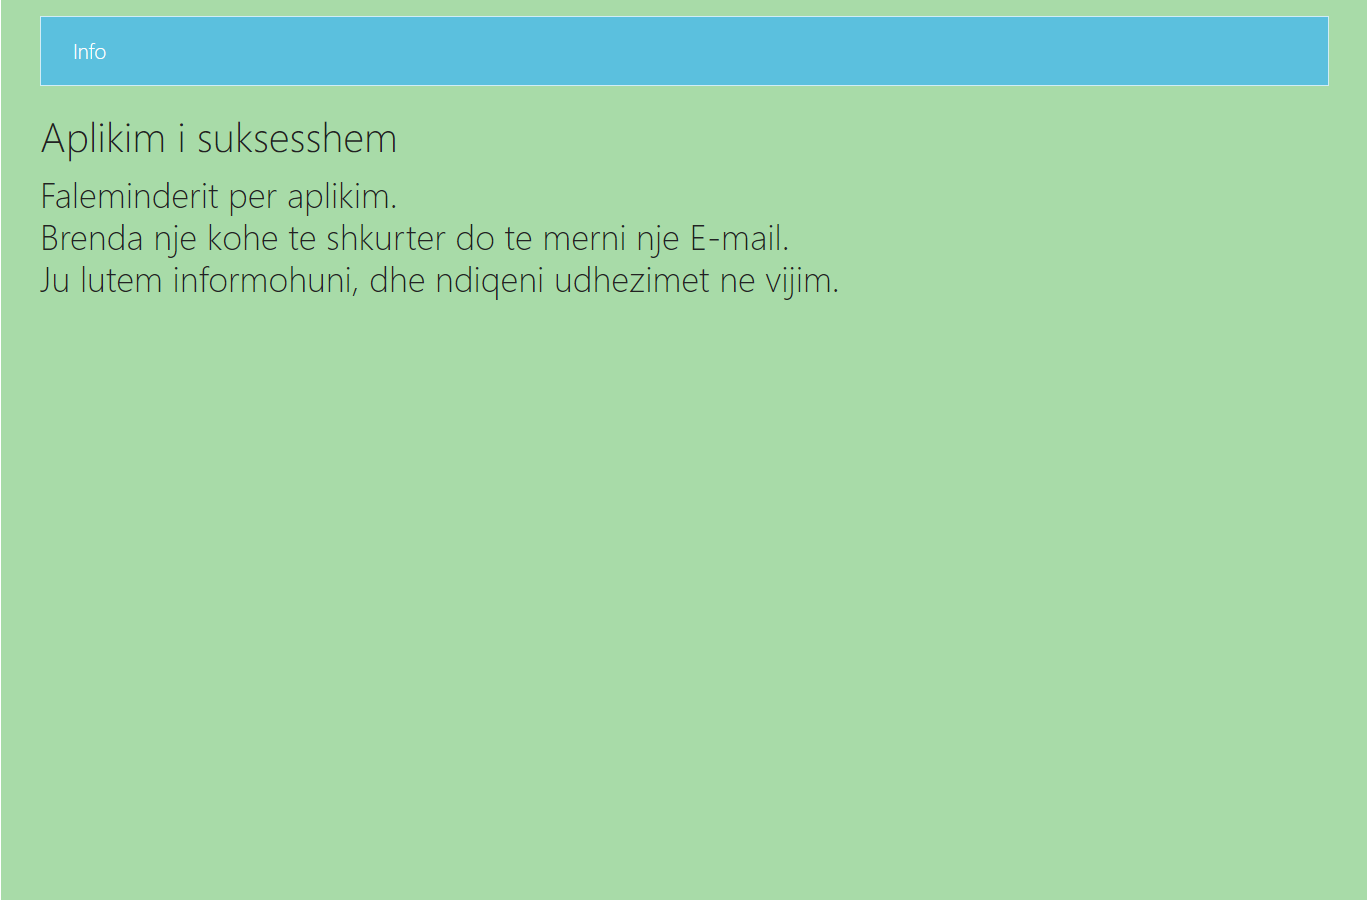 Info
Aplikim i suksesshem
Faleminderit per aplikim.
Brenda nje kohe te shkurter do te merni nje E-mail.
Ju lutem informohuni, dhe ndiqeni udhezimet ne vijim.